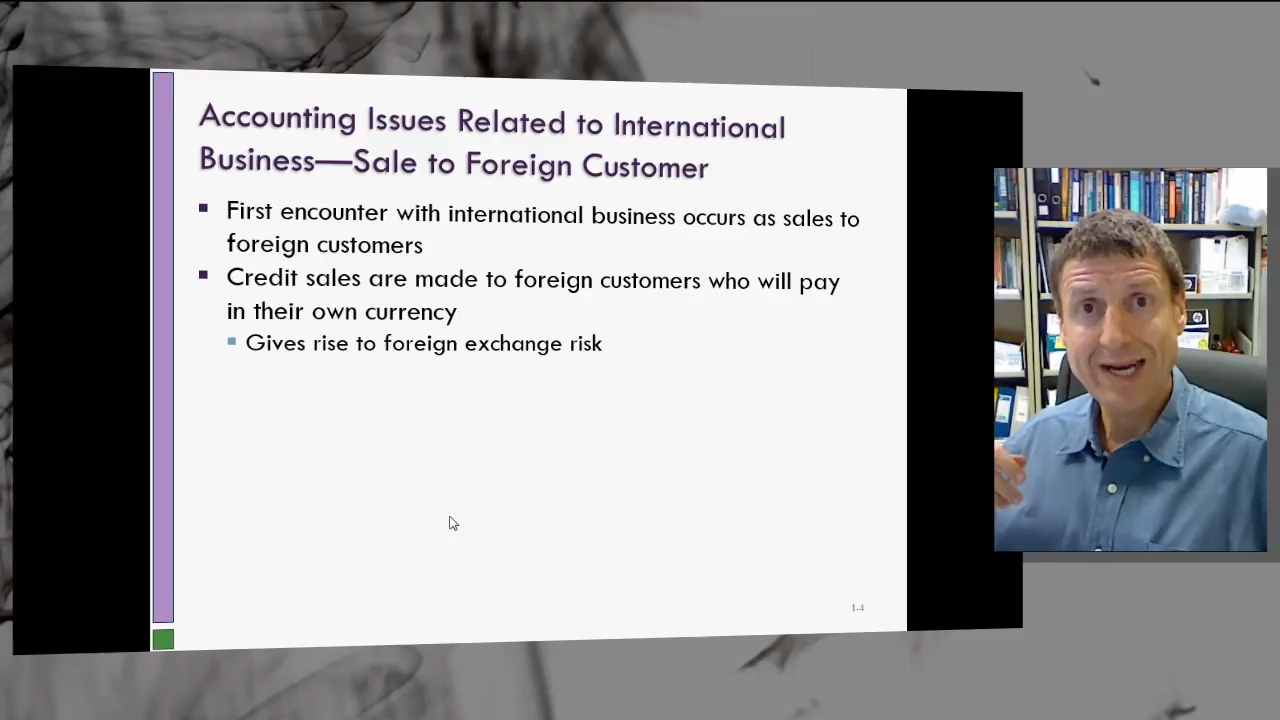 Accounting Issues Related to International
Business—Sale to Foreign Customer
First encounter with international business occurs as sales to
foreign customers
Credit sales are made to foreign customers who will pay
in their own currency
Gives rise to foreign exchange risk
1-4